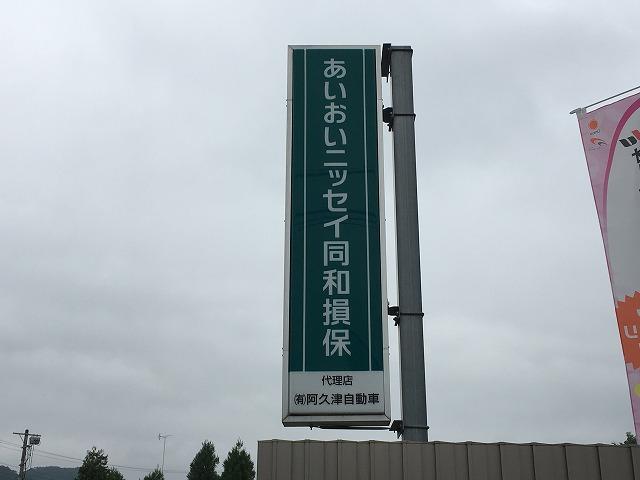 あいおいニッセイ同和損保
代理店
㈲阿久津自動車